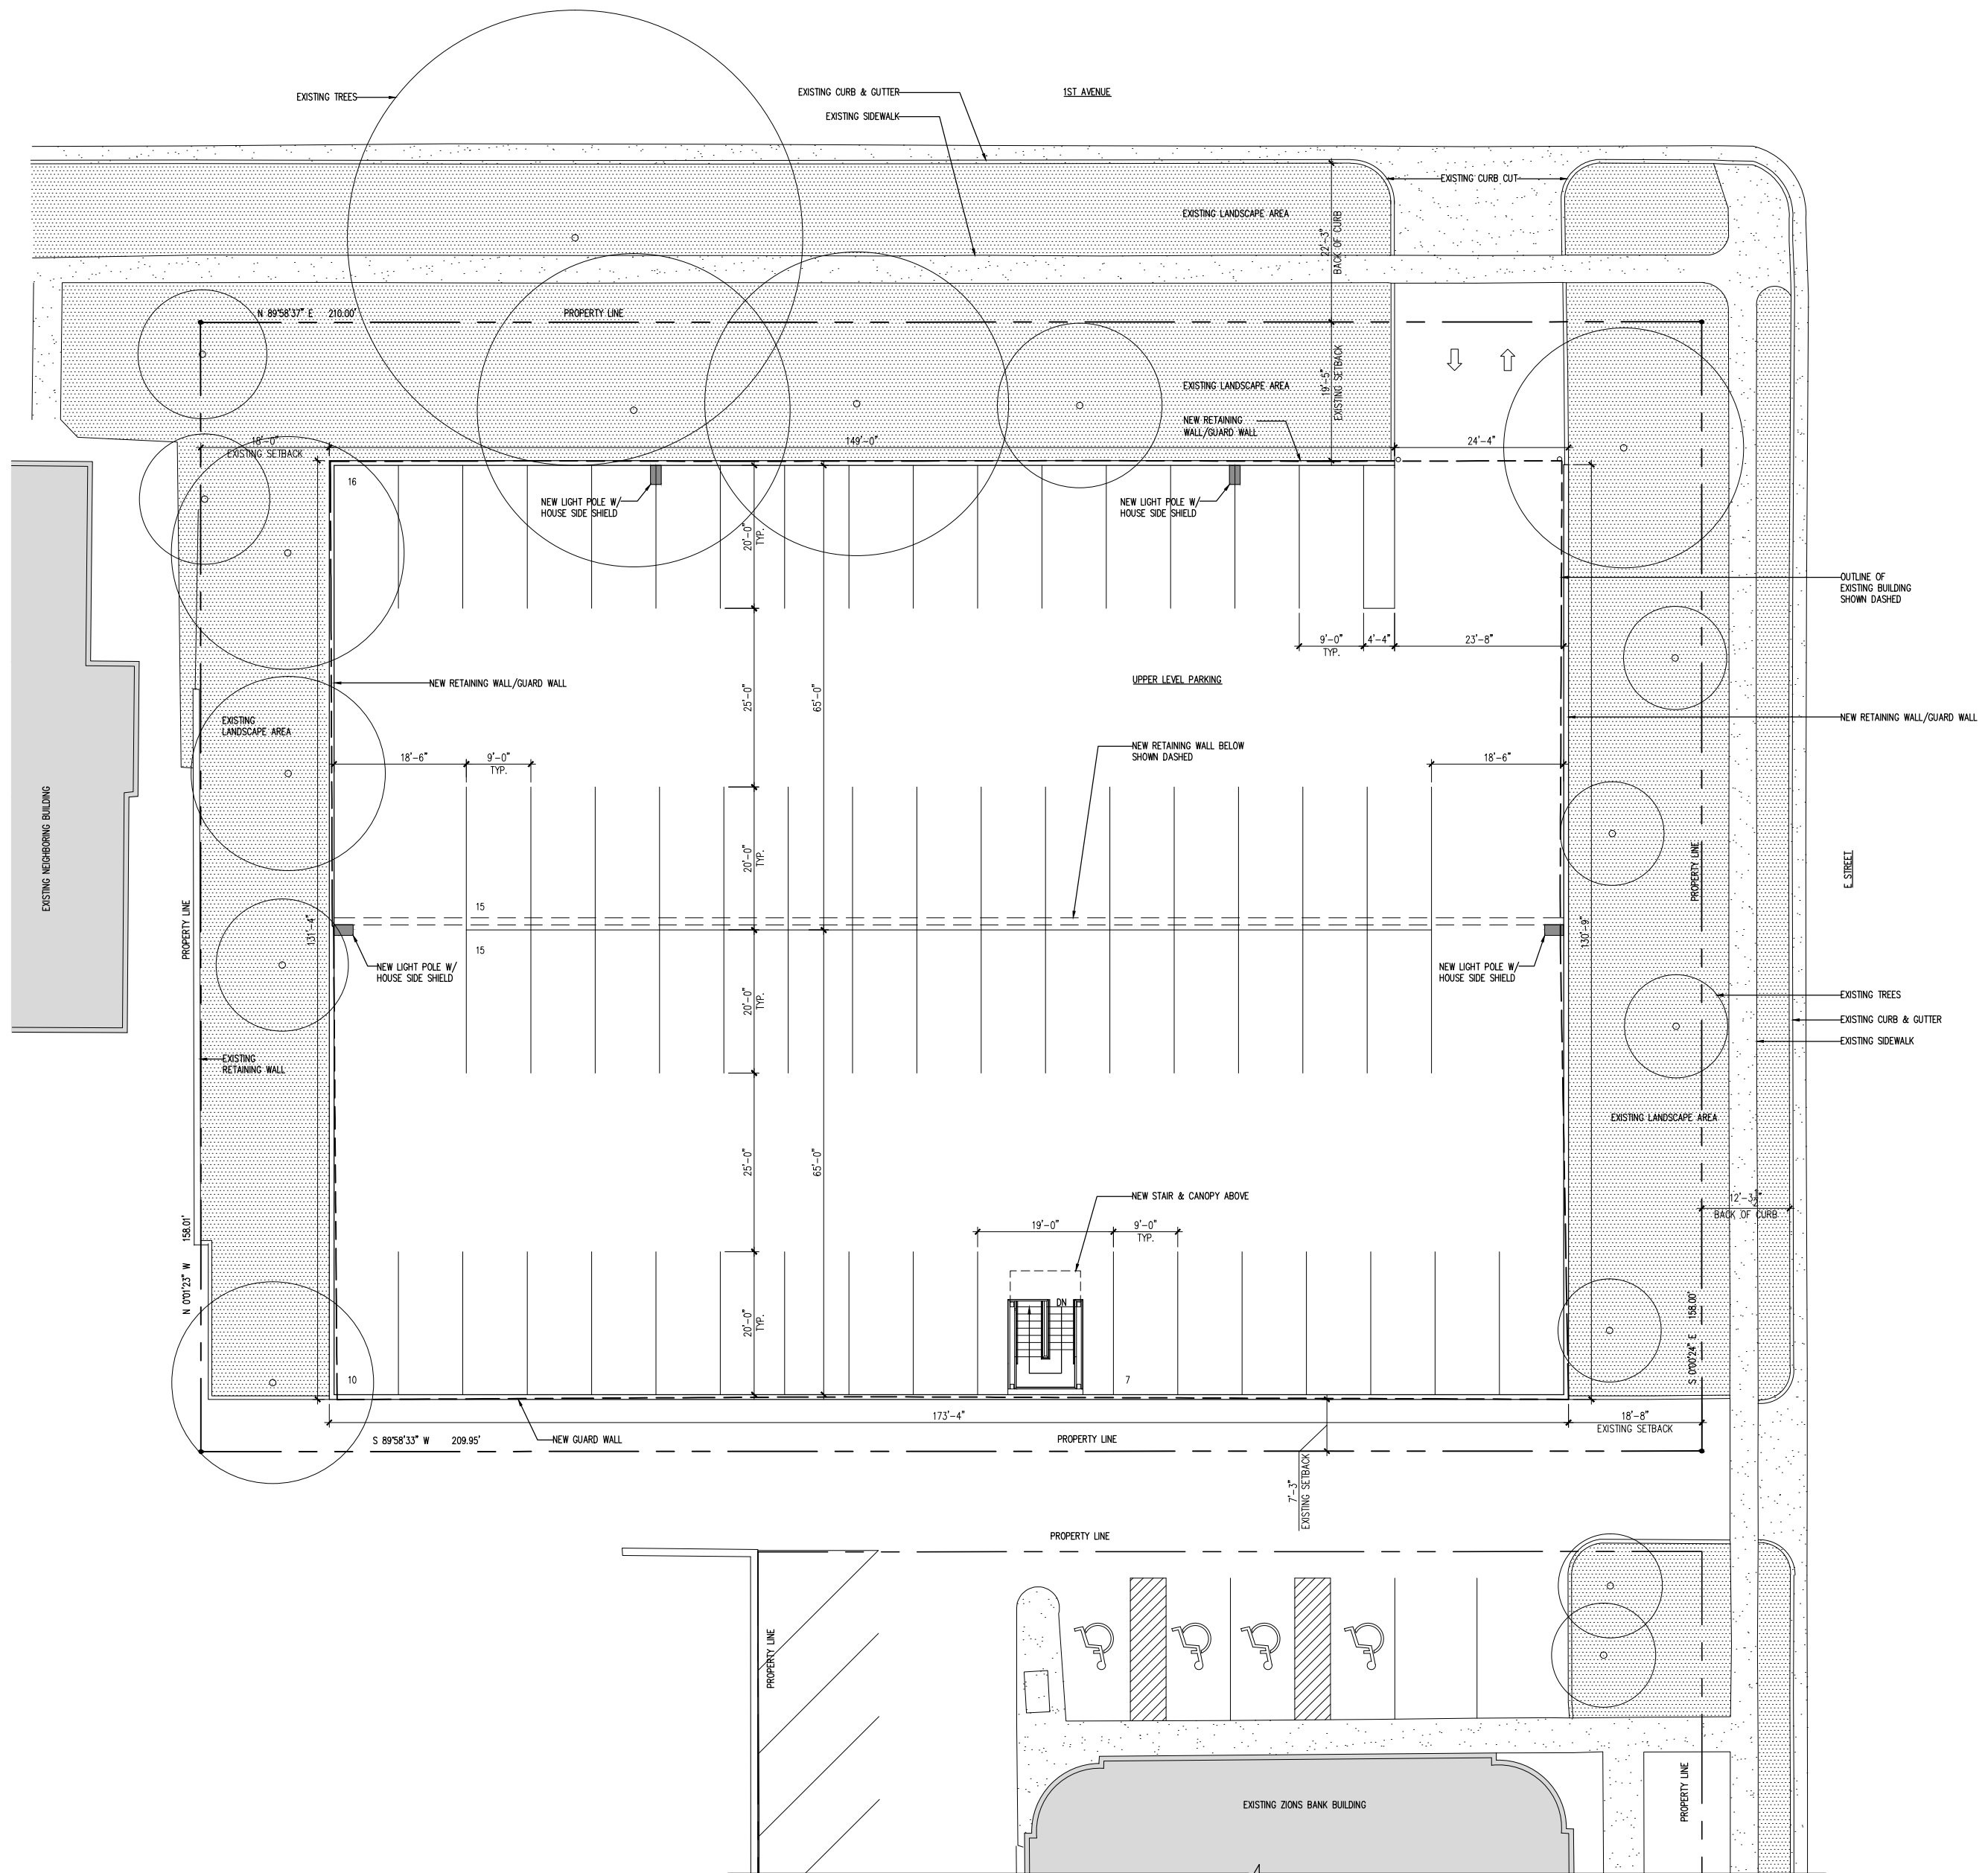 1ST AVENUE
EXISTING TREES
EXISTING CURB & GUTTER
EXISTING SIDEWALK
EXISTING CURB CUT
EXISTING LANDSCAPE AREA
22'-3"
BACK OF CURB
N 89°58'37" E 210.00'
PROPERTY LINE
19'-5"
EXISTING SETBACK
EXISTING LANDSCAPE AREA
NEW RETAINING
WALL/GUARD WALL
18'-0"
EXISTING SETBACK
149'-0"
24'-4"
16
NEW LIGHT POLE W/
HOUSE SIDE SHIELD
NEW LIGHT POLE W/
HOUSE SIDE SHIELD
20'-0"
TYP.
OUTLINE OF
EXISTING BUILDING
SHOWN DASHED
9'-0"
TYP.
4'-4"
23'-8"
NEW RETAINING WALL/GUARD WALL
UPPER LEVEL PARKING
25'-0"
65'-0"
EXISTING
LANDSCAPE AREA
NEW RETAINING WALL/GUARD WALL
NEW RETAINING WALL BELOW
SHOWN DASHED
18'-6"
9'-0"
TYP.
18'-6"
EXISTING NEIGHBORING BUILDING
20'-0"
TYP.
PROPERTY LINE
E STREET
15
PROPERTY LINE
131'-4"
130'-9"
15
NEW LIGHT POLE W/
HOUSE SIDE SHIELD
NEW LIGHT POLE W/
HOUSE SIDE SHIELD
20'-0"
TYP.
EXISTING TREES
EXISTING CURB & GUTTER
EXISTING SIDEWALK
EXISTING
RETAINING WALL
EXISTING LANDSCAPE AREA
25'-0"
65'-0"
NEW STAIR & CANOPY ABOVE
12'-3½"
BACK OF CURB
19'-0"
9'-0"
TYP.
N 0°01'23" W 158.01'
S 0°00'24" E 158.00'
DN
20'-0"
TYP.
10
7
173'-4"
18'-8"
EXISTING SETBACK
S 89°58'33" W 209.95'
NEW GUARD WALL
PROPERTY LINE
7'-3"
EXISTING SETBACK
PROPERTY LINE
PROPERTY LINE
PROPERTY LINE
EXISTING ZIONS BANK BUILDING